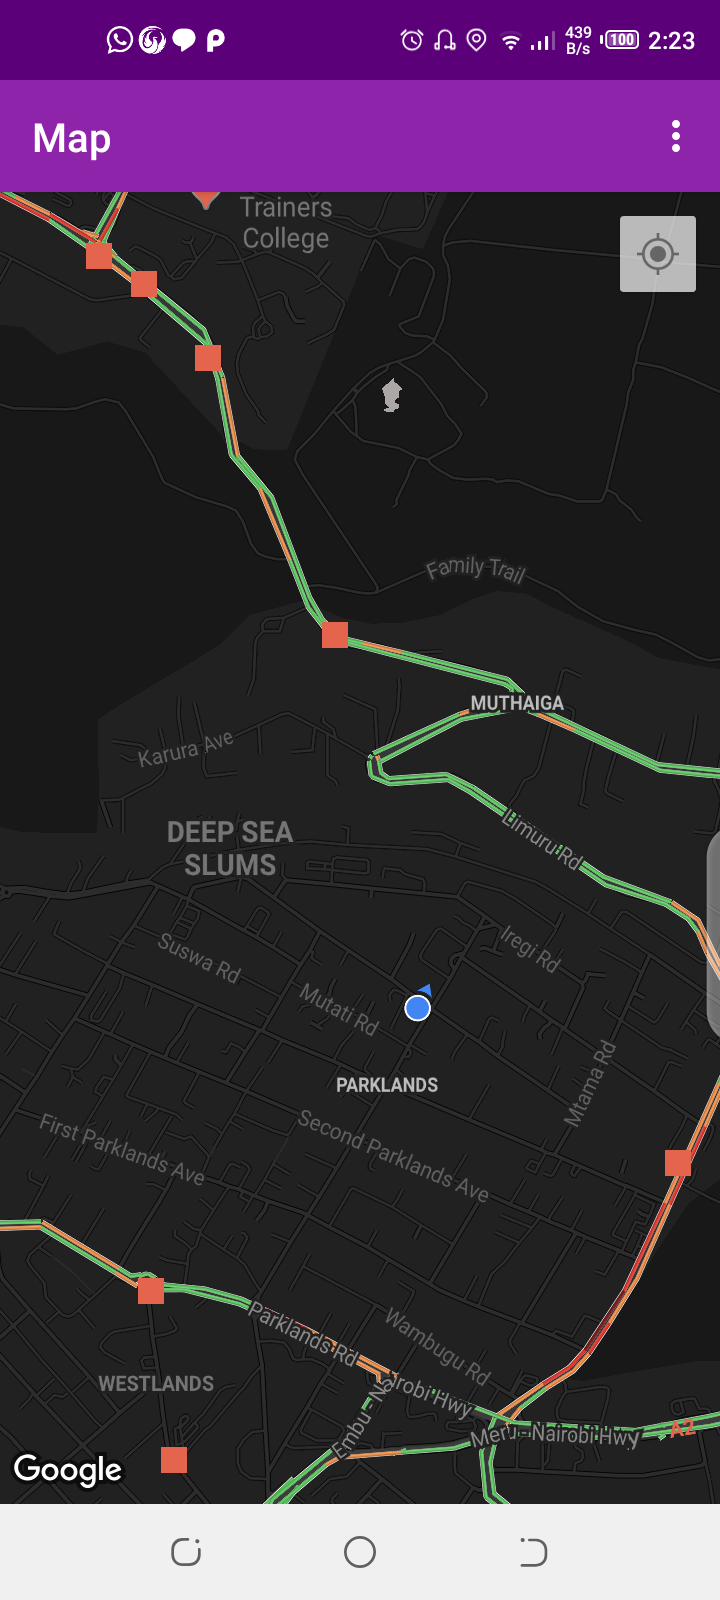 439
B/s
100
2:23
Map
Trainers
College
Family Trail
MUTHAIGA
Karura Ave
DEEP SEA
SLUMS
Limuru Rd
Iregi Rd
Suswa Rd
Mutati Rd
Mtama Rd
PARKLANDS
First Parklands Ave
Second Parklands Ave
Parklands Rd
Wambugu Rd
WESTLANDS
Embu-Nairobi Hwy
Meru-Nairobi Hwy
A2
Google